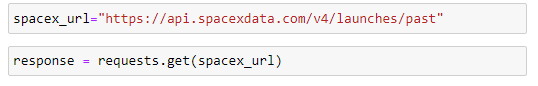 spacex_url="https://api.spacexdata.com/v4/launches/past"
response = requests.get(spacex_url)